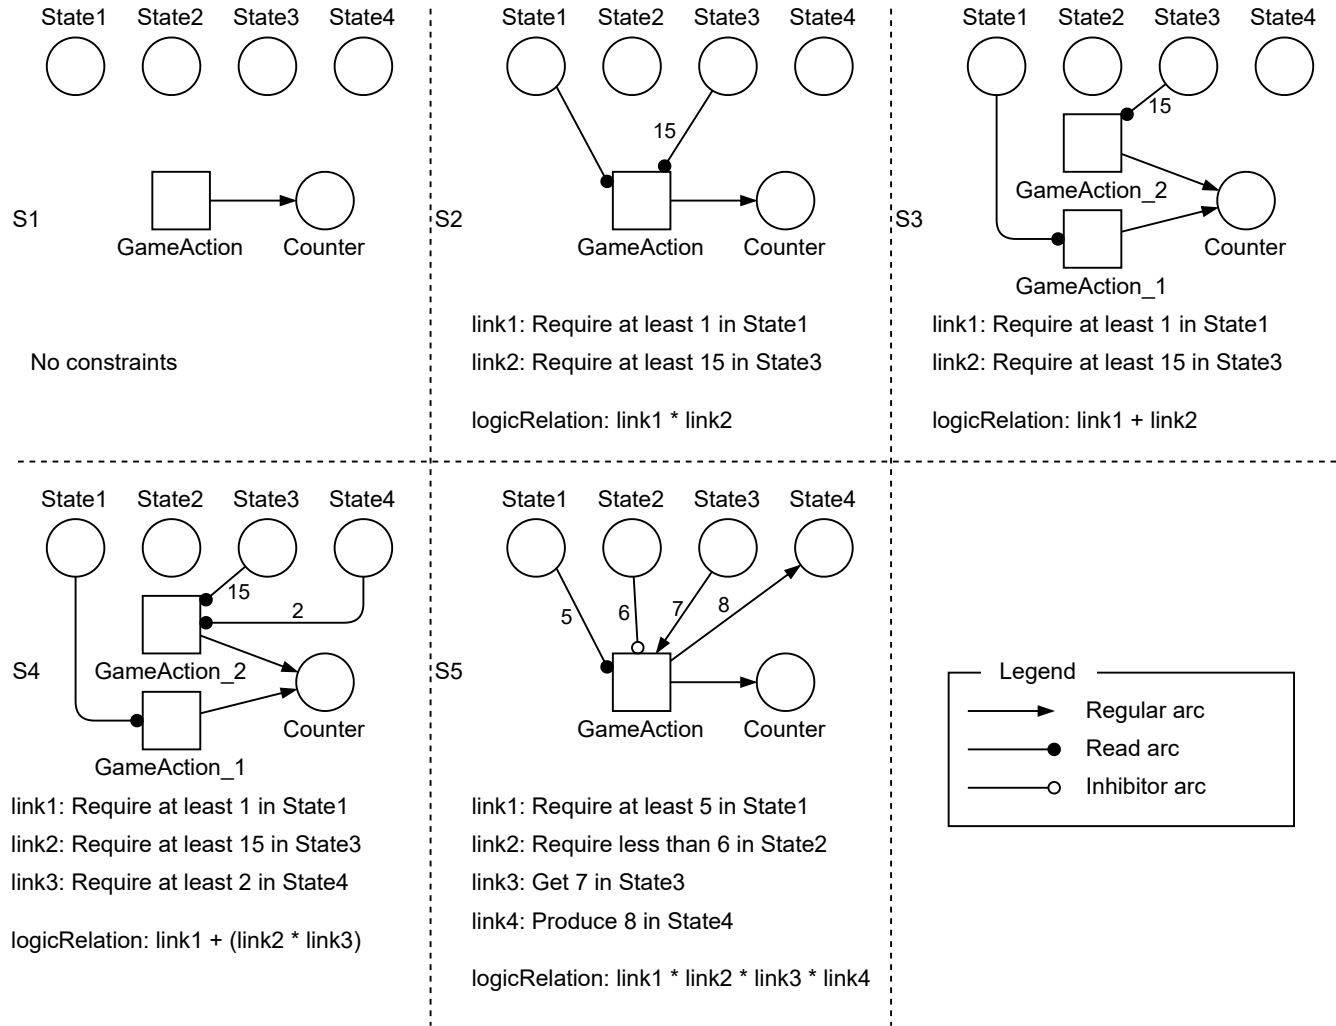 State1 State2 State3 State4
S1
GameAction Counter
No constraints
State1 State2 State3 State4
15
S2
GameAction Counter
link1: Require at least 1 in State1
link2: Require at least 15 in State3
logicRelation: link1 * link2
State1 State2 State3 State4
15
GameAction_2
S3
Counter
GameAction_1
link1: Require at least 1 in State1
link2: Require at least 15 in State3
logicRelation: link1 + link2
State1 State2 State3 State4
15
2
GameAction_2
S4
Counter
GameAction_1
link1: Require at least 1 in State1
link2: Require at least 15 in State3
link3: Require at least 2 in State4
logicRelation: link1 + (link2 * link3)
State1 State2 State3 State4
5 6 7 8
S5
GameAction Counter
link1: Require at least 5 in State1
link2: Require less than 6 in State2
link3: Get 7 in State3
link4: Produce 8 in State4
logicRelation: link1 * link2 * link3 * link4
Legend
Regular arc
Read arc
Inhibitor arc